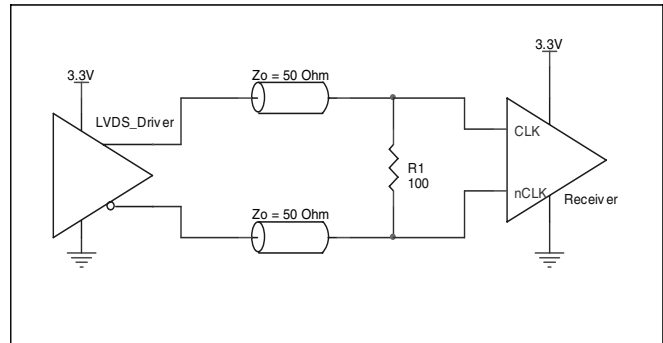 3.3V
LVDS_Driver
Zo = 50 Ohm
Zo = 50 Ohm
R1
100
3.3V
CLK
nCLK
Receiver